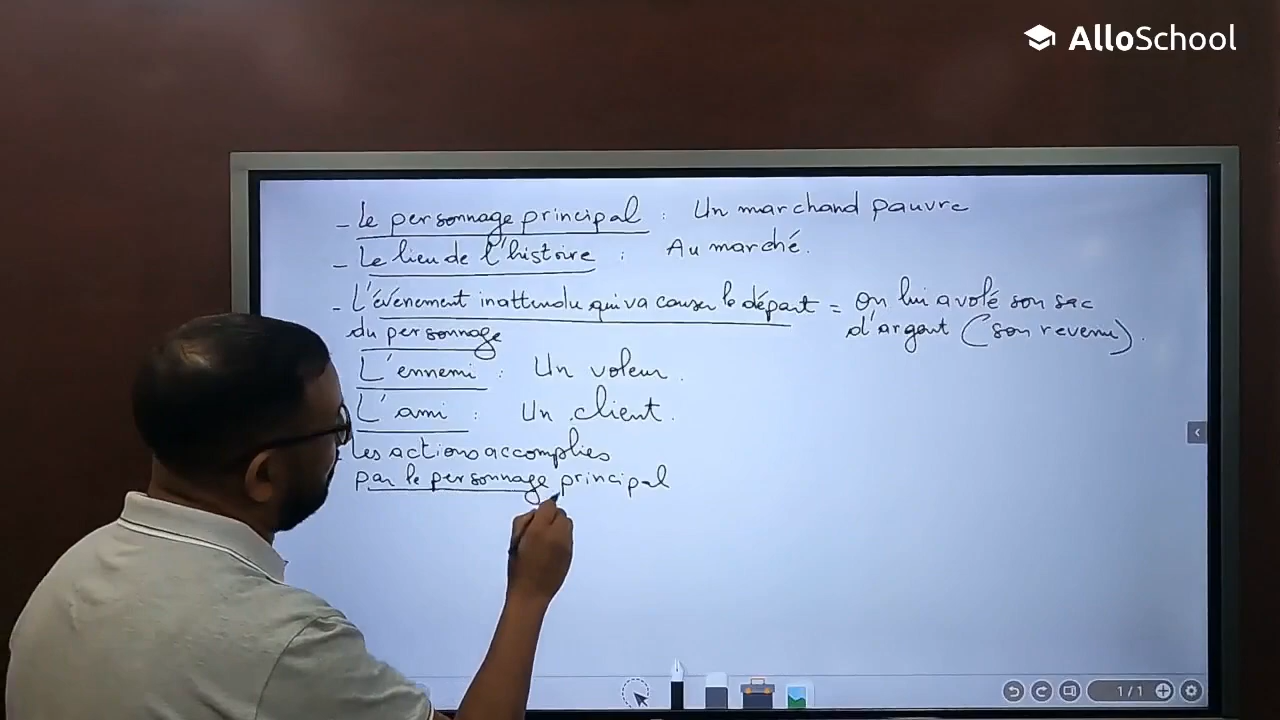 AlloSchool
- Le personnage principal : Un marchand pauvre
- Le lieu de l'histoire : Au marché.
- L'évènement inattendu qui va causer le départ = On lui a volé son sac
du personnage d'argent (son revenu).
L'ennemi : Un voleur.
L'ami : Un client.
Les actions accomplies
par le personnage principal
1/1